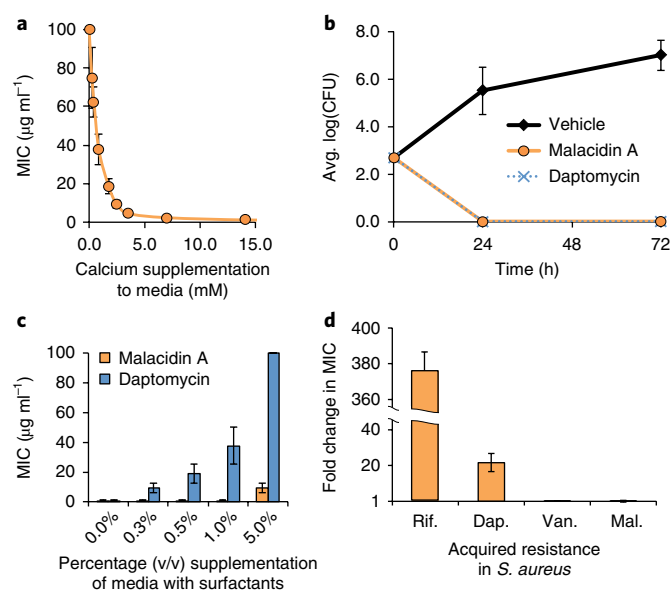 a
MIC (µg ml⁻¹)
100
80
60
40
20
0
0.0
5.0
10.0
15.0
Calcium supplementation
to media (mM)
b
Avg. log(CFU)
8.0
6.0
4.0
2.0
0.0
0
24
48
72
Vehicle
Malacidin A
Daptomycin
Time (h)
c
MIC (µg ml⁻¹)
100
80
60
40
20
0
Malacidin A
Daptomycin
0.0%
0.3%
0.5%
1.0%
5.0%
Percentage (v/v) supplementation
of media with surfactants
d
Fold change in MIC
400
380
360
40
20
1
Rif.
Dap.
Van.
Mal.
Acquired resistance
in S. aureus